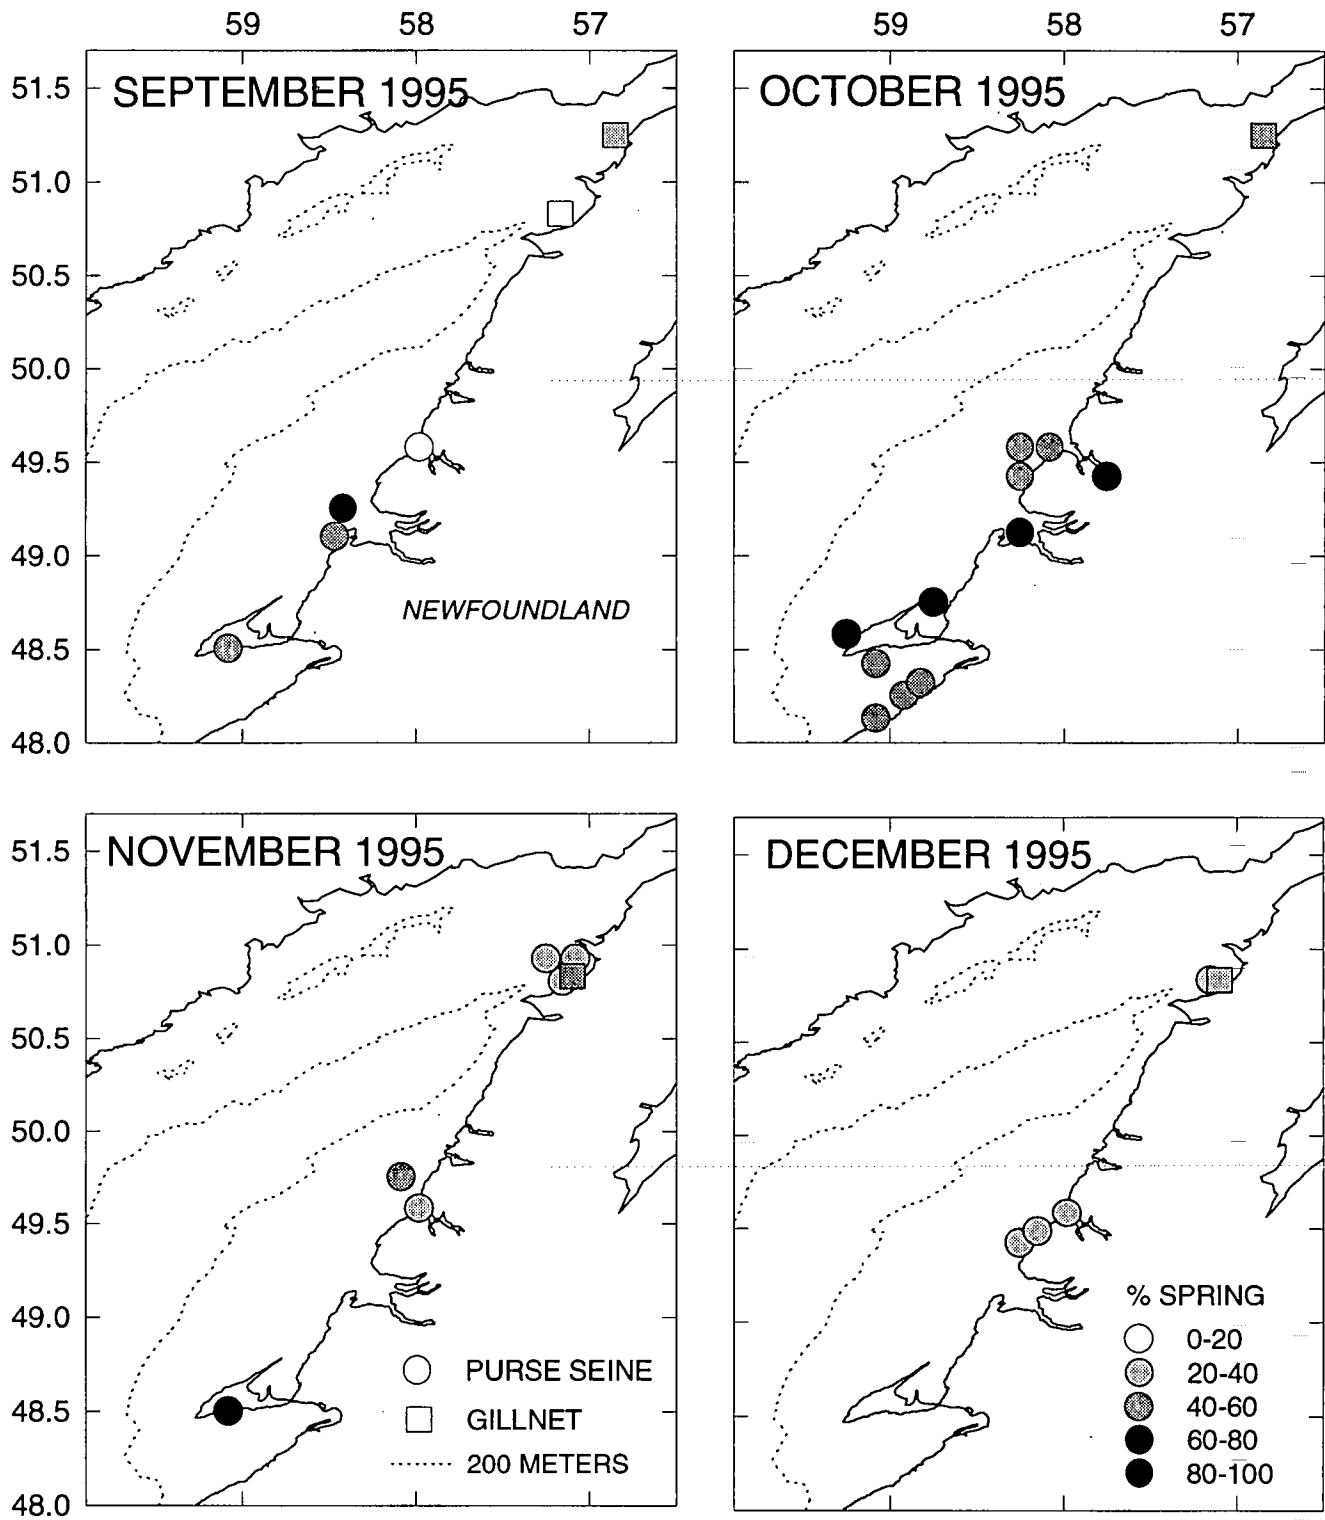 59 58 57 59 58 57
SEPTEMBER 1995
OCTOBER 1995
51.5
51.0
50.5
50.0
49.5
49.0
48.5
48.0
NEWFOUNDLAND
NOVEMBER 1995
DECEMBER 1995
51.5
51.0
50.5
50.0
49.5
49.0
48.5
48.0
PURSE SEINE
GILLNET
200 METERS
% SPRING
0-20
20-40
40-60
60-80
80-100